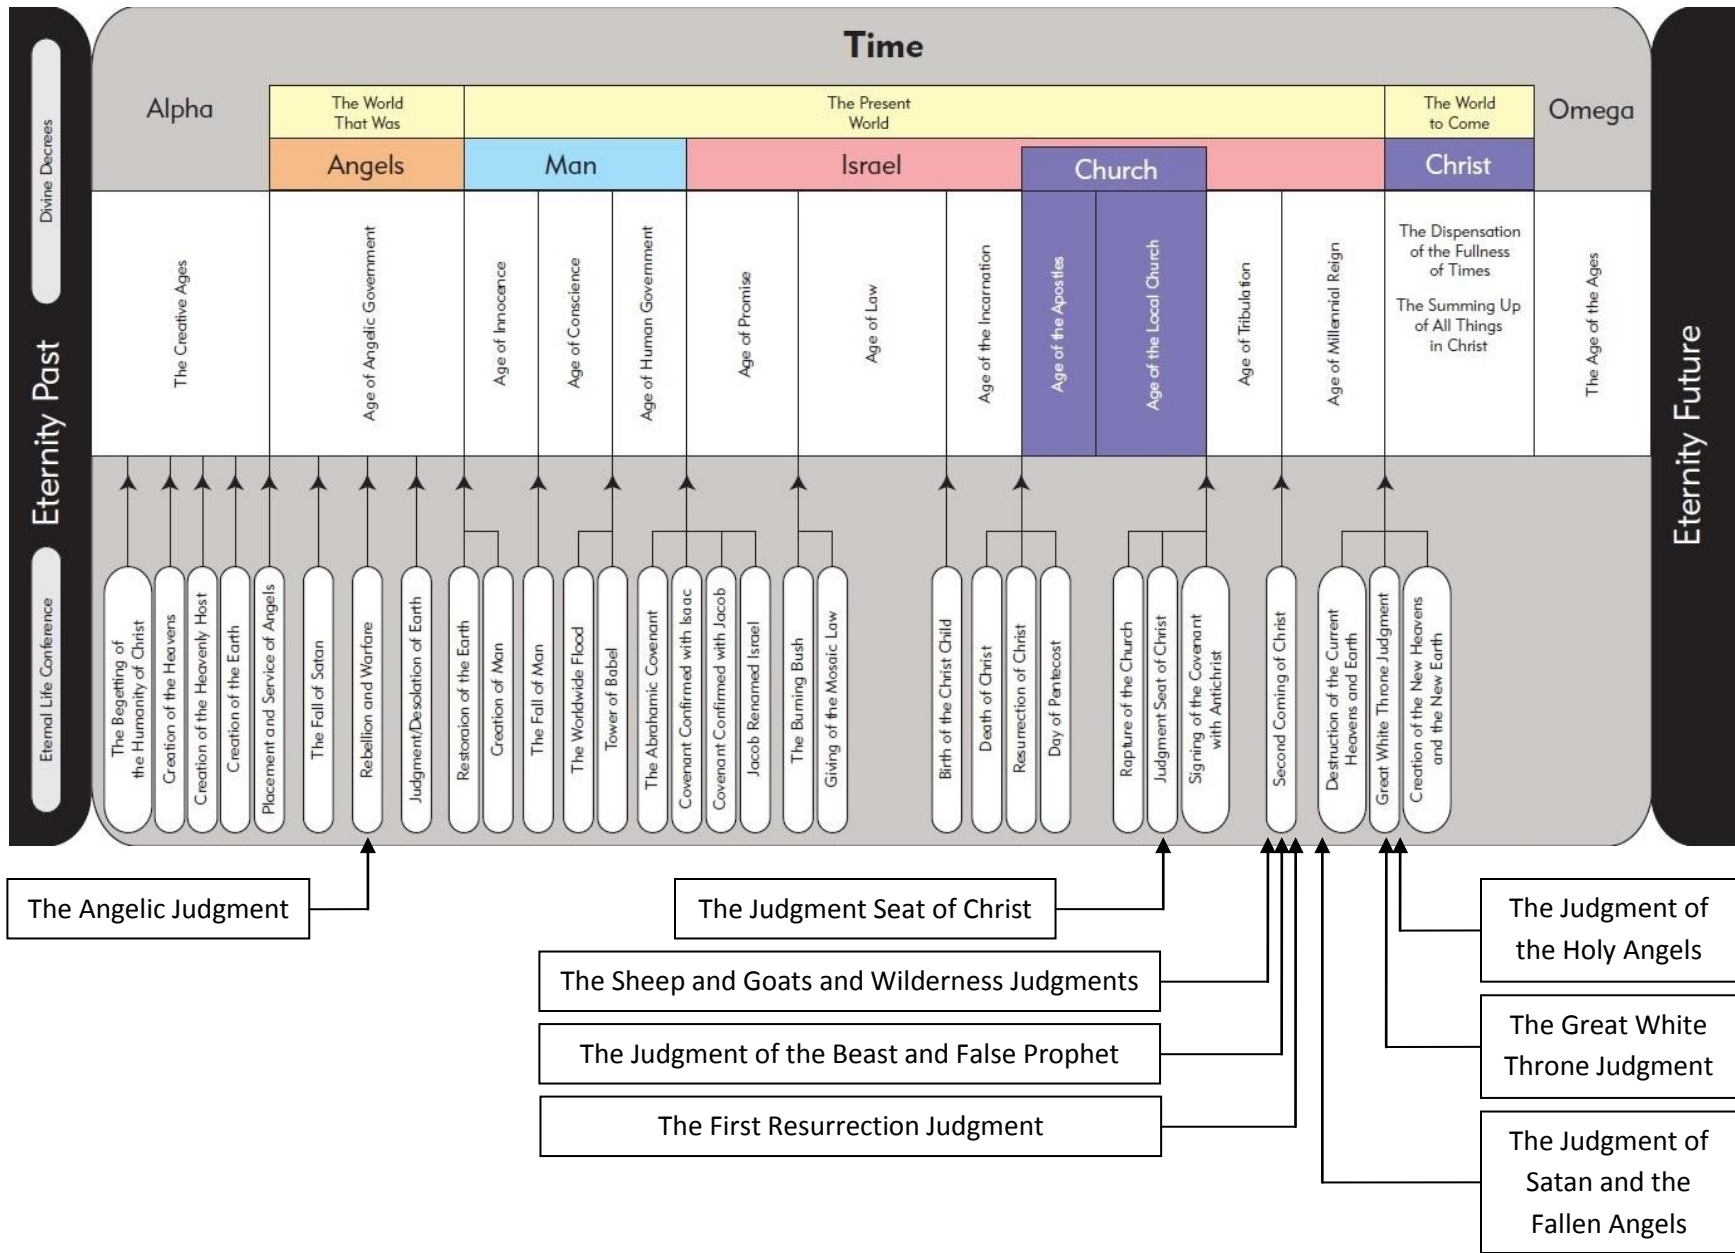 Time
Alpha
The World
That Was
The Present
World
The World
to Come
Omega
Angels
Man
Israel
Church
Christ
Divine Decrees
Eternity Past
Eternal Life Conference
The Creative Ages
Age of Angelic Government
Age of Innocence
Age of Conscience
Age of Human Government
Age of Promise
Age of Law
Age of the Incarnation
Age of the Apostles
Age of the Local Church
Age of Tribulation
Age of Millennial Reign
The Dispensation
of the Fullness
of Times
The Summing Up
of All Things
in Christ
The Age of the Ages
Eternity Future
The Begetting of
the Humanity of Christ
Creation of the Heavens
Creation of the Heavenly Host
Creation of the Earth
Placement and Service of Angels
The Fall of Satan
Rebellion and Warfare
Judgment/Desolation of Earth
Restoraion of the Earth
Creation of Man
The Fall of Man
The Worldwide Flood
Tower of Babel
The Abrahamic Covenant
Covenant Confirmed with Isaac
Covenant Confirmed with Jacob
Jacob Renamed Israel
The Burning Bush
Giving of the Mosaic Law
Birth of the Christ Child
Death of Christ
Resurrection of Christ
Day of Pentecost
Rapture of the Church
Judgment Seat of Christ
Signing of the Covenant
with Antichrist
Second Coming of Christ
Destruction of the Current
Heavens and Earth
Great White Throne Judgment
Creation of the New Heavens
and the New Earth
The Angelic Judgment
The Judgment Seat of Christ
The Sheep and Goats and Wilderness Judgments
The Judgment of the Beast and False Prophet
The First Resurrection Judgment
The Judgment of
the Holy Angels
The Great White
Throne Judgment
The Judgment of
Satan and the
Fallen Angels